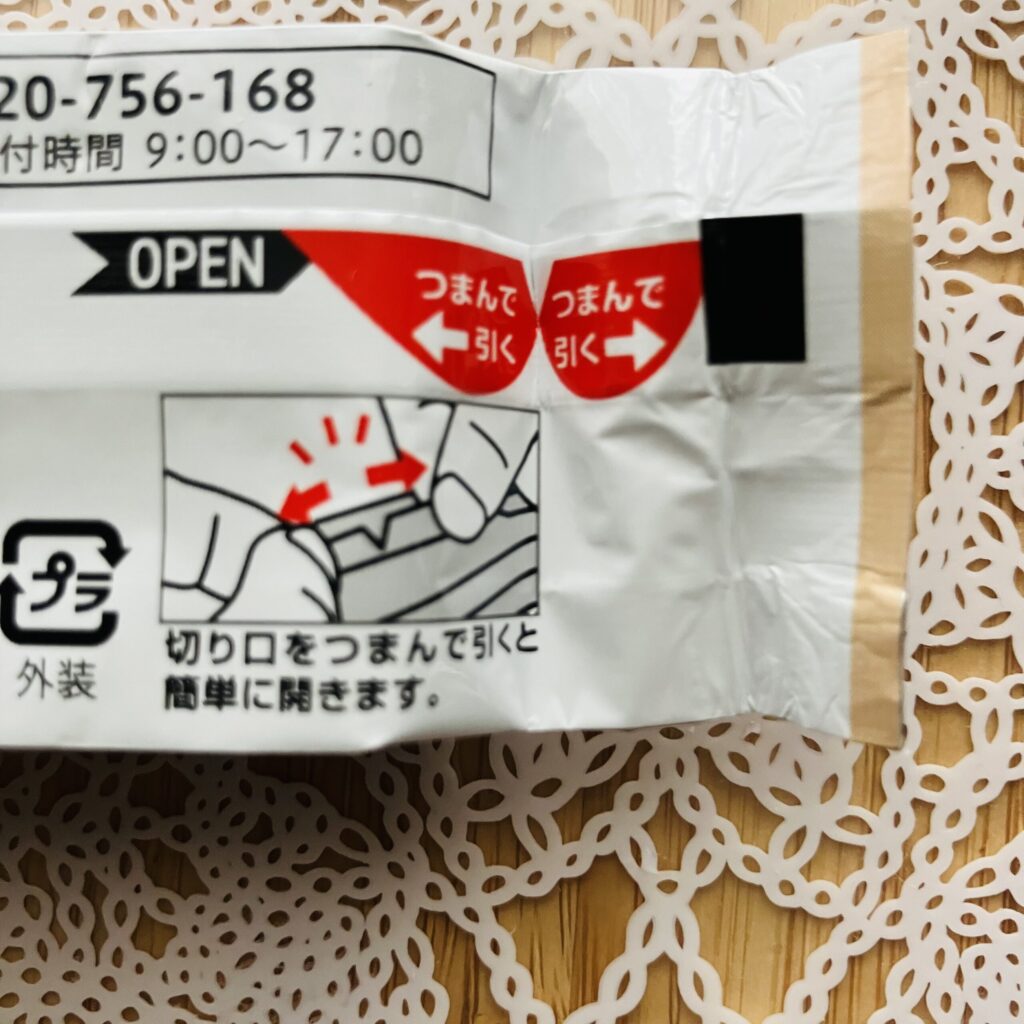 20-756-168
付時間 9:00～17:00
OPEN
つまんで
引く
つまんで
引く
プラ
外装
切り口をつまんで引くと
簡単に開きます。